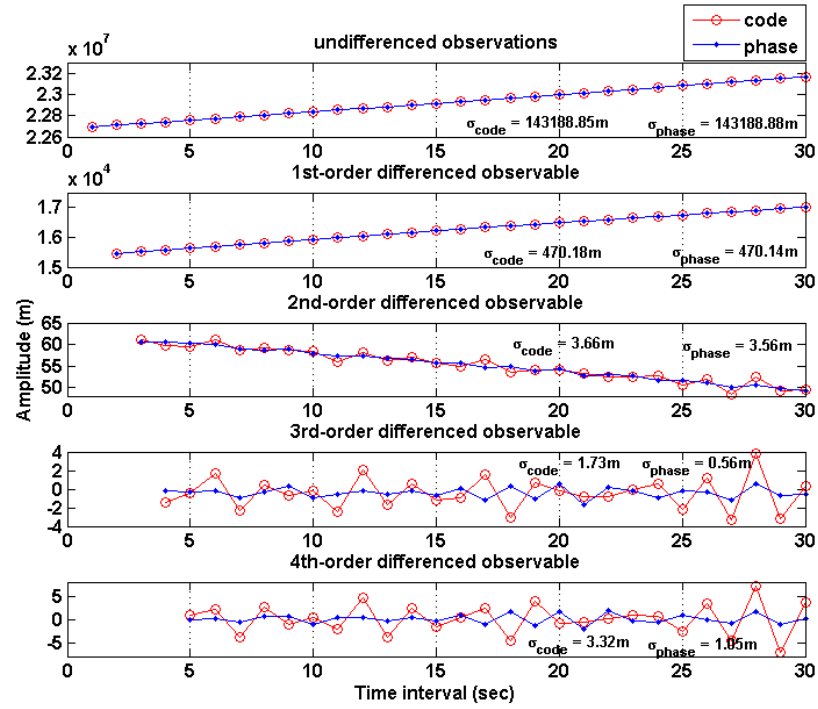 code
phase
x 10⁷
undifferenced observations
2.32
2.3
2.28
2.26
σcode = 143188.85m
σphase = 143188.88m
0 5 10 15 20 25 30
x 10⁴
1st-order differenced observable
1.7
1.6
1.5
σcode = 470.18m
σphase = 470.14m
0 5 10 15 20 25 30
2nd-order differenced observable
65
60
55
50
σcode = 3.66m
σphase = 3.56m
0 5 10 15 20 25 30
Amplitude (m)
3rd-order differenced observable
4
2
0
-2
-4
σcode = 1.73m
σphase = 0.56m
0 5 10 15 20 25 30
4th-order differenced observable
5
0
-5
σcode = 3.32m
σphase = 1.05m
0 5 10 15 20 25 30
Time interval (sec)